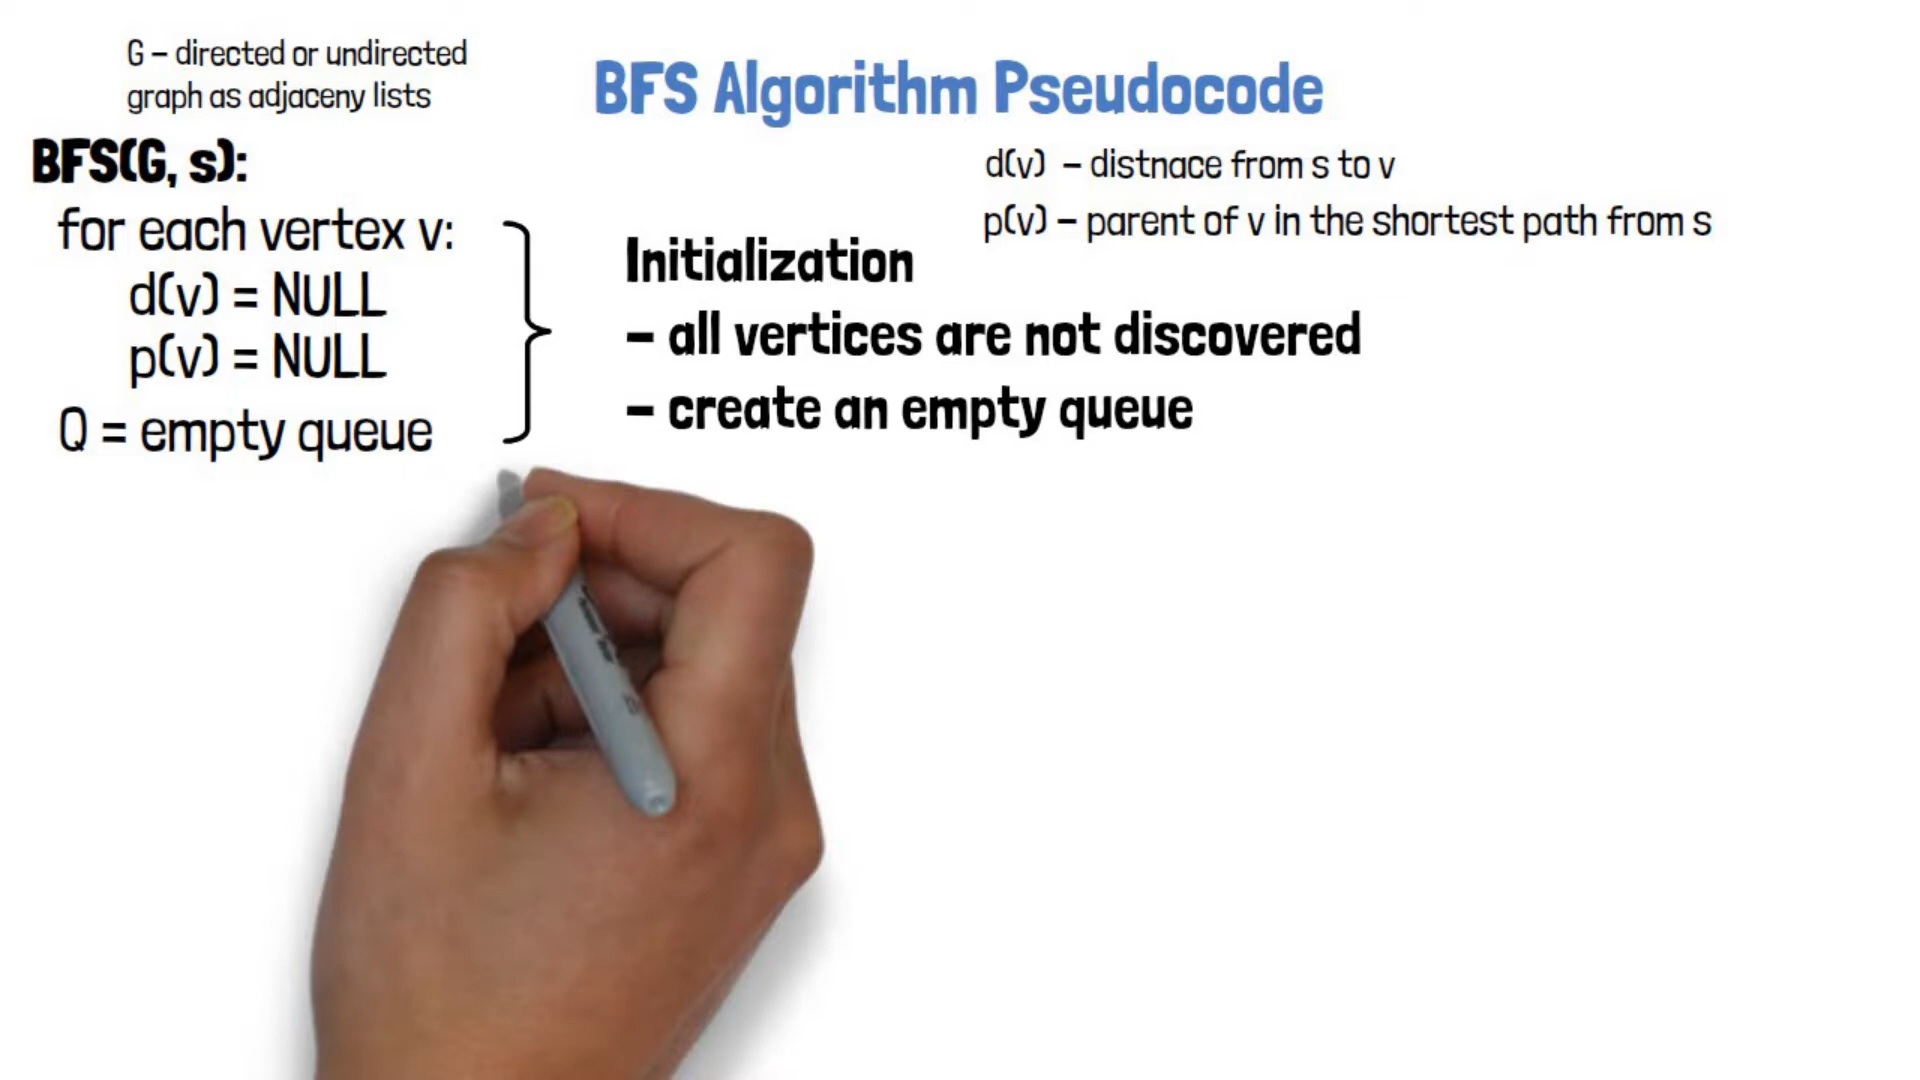 G – directed or undirected
graph as adjaceny lists
BFS Algorithm Pseudocode
BFS(G, s):
d(v) – distnace from s to v
p(v) – parent of v in the shortest path from s
for each vertex v:
d(v) = NULL
p(v) = NULL
Q = empty queue
Initialization
– all vertices are not discovered
– create an empty queue